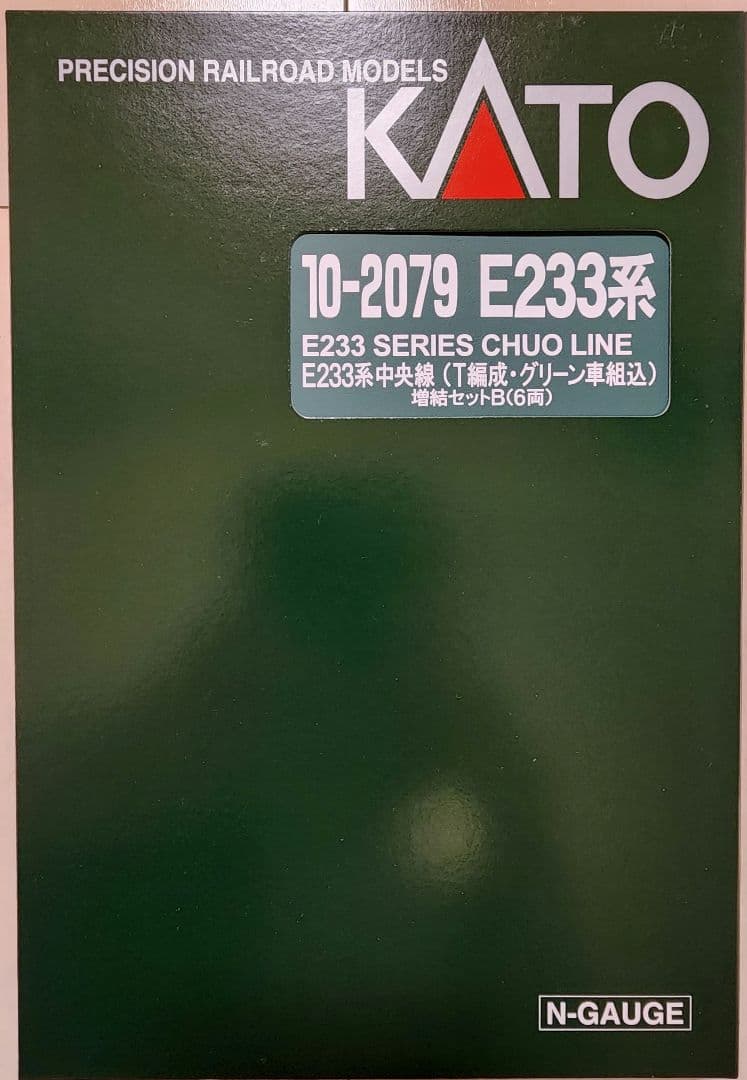 PRECISION RAILROAD MODELS
KATO
10-2079 E233系
E233 SERIES CHUO LINE
E233系中央線（T編成・グリーン車組込）
増結セットB（6両）
N-GAUGE